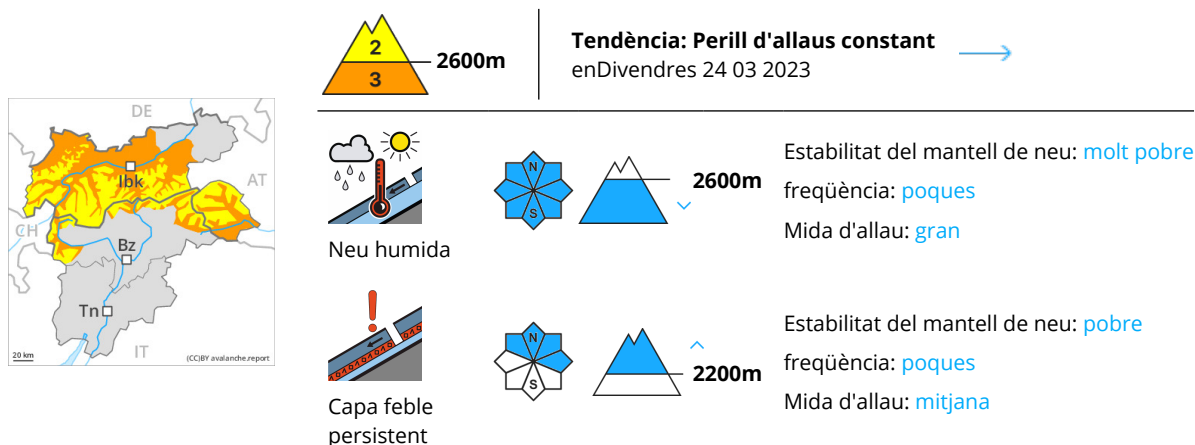 2
3
2600m
Tendència: Perill d'allaus constant
enDivendres 24 03 2023
DE
AT
CH
IT
Ibk
Bz
Tn
20 km
(CC)BY avalanche.report
Neu humida
N
S
2600m
Estabilitat del mantell de neu: molt pobre
freqüència: poques
Mida d'allau: gran
Capa feble
persistent
N
S
2200m
Estabilitat del mantell de neu: pobre
freqüència: poques
Mida d'allau: mitjana